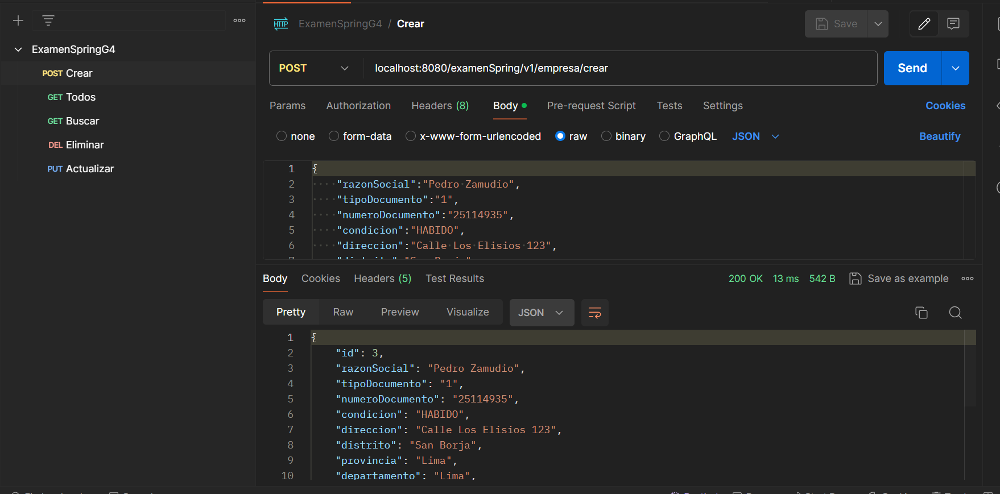 HTTP ExamenSpringG4 / Crear Save
ExamenSpringG4
POST Crear
GET Todos
GET Buscar
DEL Eliminar
PUT Actualizar
POST localhost:8080/examenSpring/v1/empresa/crear Send
Params Authorization Headers (8) Body Pre-request Script Tests Settings Cookies
none form-data x-www-form-urlencoded raw binary GraphQL JSON Beautify
1 {
2 "razonSocial":"Pedro Zamudio",
3 "tipoDocumento":"1",
4 "numeroDocumento":"25114935",
5 "condicion":"HABIDO",
6 "direccion":"Calle Los Elisios 123",
Body Cookies Headers (5) Test Results 200 OK 13 ms 542 B Save as example
Pretty Raw Preview Visualize JSON
1 {
2 "id": 3,
3 "razonSocial": "Pedro Zamudio",
4 "tipoDocumento": "1",
5 "numeroDocumento": "25114935",
6 "condicion": "HABIDO",
7 "direccion": "Calle Los Elisios 123",
8 "distrito": "San Borja",
9 "provincia": "Lima",
10 "departamento": "Lima",